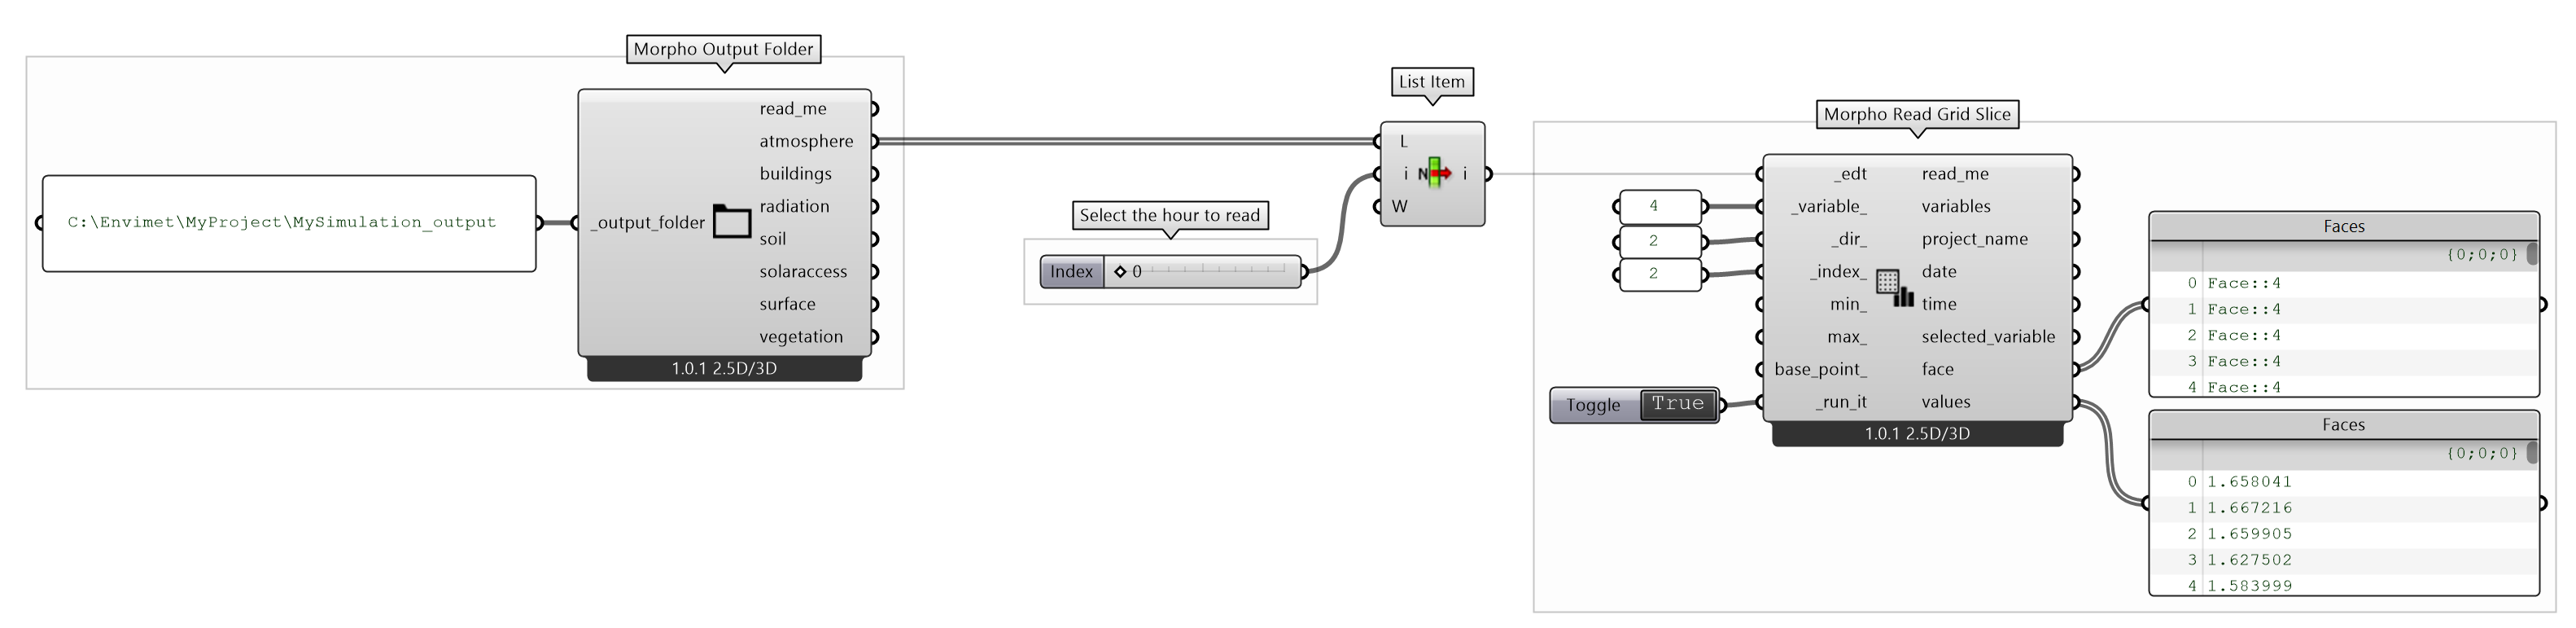 Morpho Output Folder
C:\Envimet\MyProject\MySimulation_output
_output_folder
read_me
atmosphere
buildings
radiation
soil
solaraccess
surface
vegetation
1.0.1 2.5D/3D
Select the hour to read
Index
0
List Item
L
i
W
N
i
Morpho Read Grid Slice
4
2
2
Toggle
True
_edt
_variable_
_dir_
_index_
min_
max_
base_point_
_run_it
read_me
variables
project_name
date
time
selected_variable
face
values
1.0.1 2.5D/3D
Faces
{0;0;0}
0 Face::4
1 Face::4
2 Face::4
3 Face::4
4 Face::4
Faces
{0;0;0}
0 1.658041
1 1.667216
2 1.659905
3 1.627502
4 1.583999